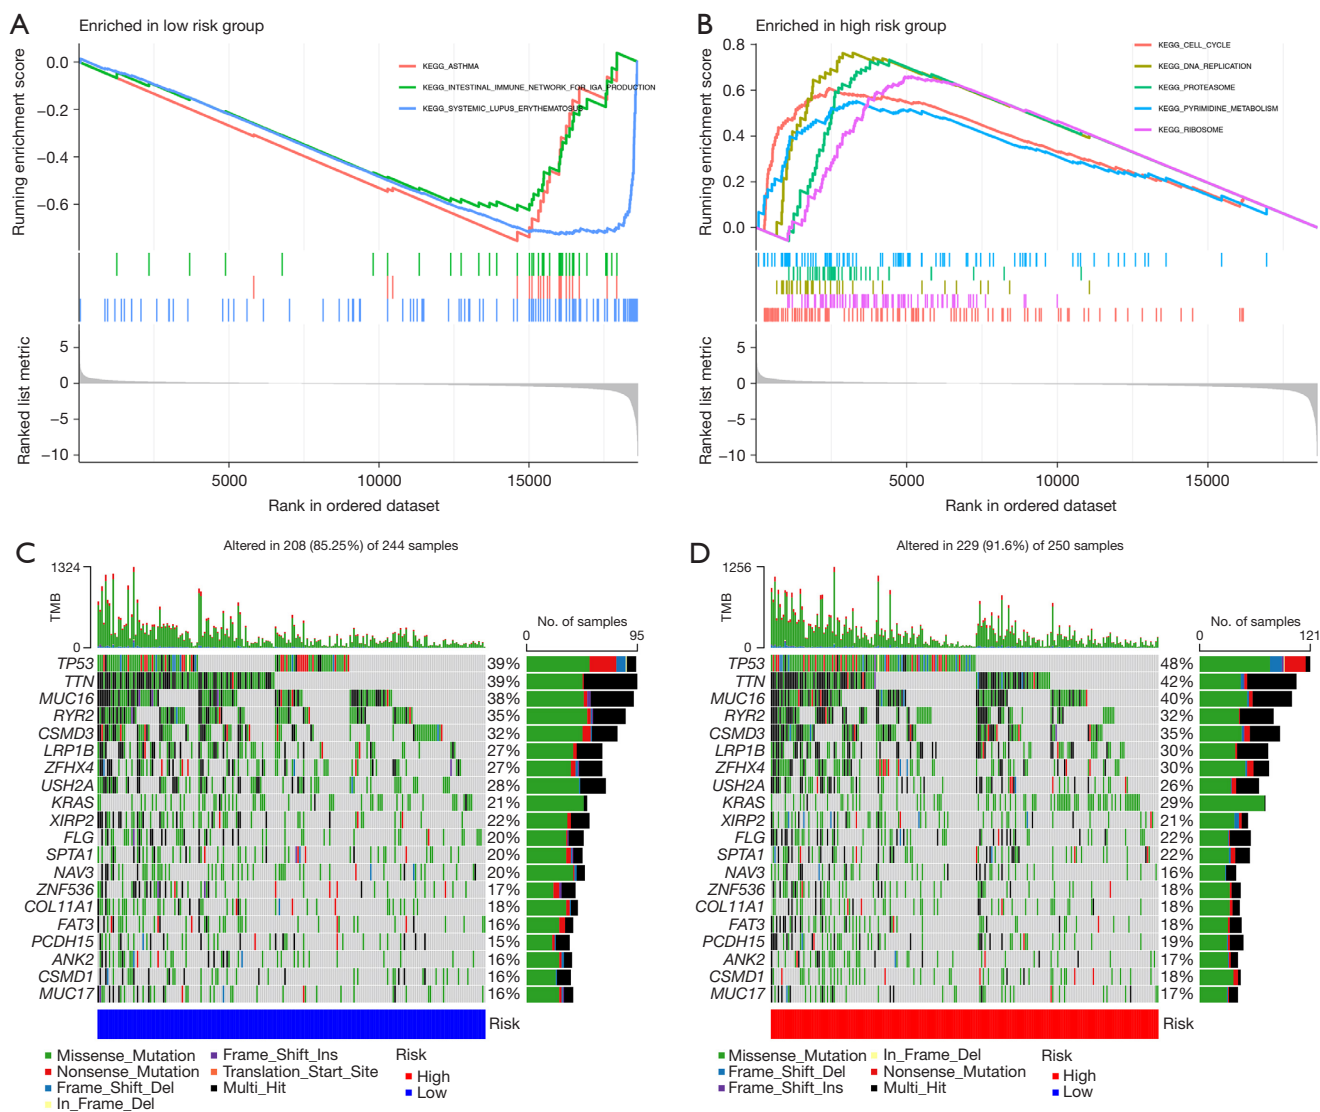 A
Enriched in low risk group
Running enrichment score
0.0
−0.2
−0.4
−0.6
KEGG_ASTHMA
KEGG_INTESTINAL_IMMUNE_NETWORK_FOR_IGA_PRODUCTION
KEGG_SYSTEMIC_LUPUS_ERYTHEMATOSUS
Ranked list metric
5
0
−5
−10
5000 10000 15000
Rank in ordered dataset
B
Enriched in high risk group
Running enrichment score
0.8
0.6
0.4
0.2
0.0
KEGG_CELL_CYCLE
KEGG_DNA_REPLICATION
KEGG_PROTEASOME
KEGG_PYRIMIDINE_METABOLISM
KEGG_RIBOSOME
Ranked list metric
5
0
−5
−10
5000 10000 15000
Rank in ordered dataset
C
Altered in 208 (85.25%) of 244 samples
1324
TMB
0
No. of samples
0 95
TP53 39%
TTN 39%
MUC16 38%
RYR2 35%
CSMD3 32%
LRP1B 27%
ZFHX4 27%
USH2A 28%
KRAS 21%
XIRP2 22%
FLG 20%
SPTA1 20%
NAV3 20%
ZNF536 17%
COL11A1 18%
FAT3 16%
PCDH15 15%
ANK2 16%
CSMD1 16%
MUC17 16%
Risk
Missense_Mutation
Nonsense_Mutation
Frame_Shift_Del
In_Frame_Del
Frame_Shift_Ins
Translation_Start_Site
Multi_Hit
Risk
High
Low
D
Altered in 229 (91.6%) of 250 samples
1256
TMB
0
No. of samples
0 121
TP53 48%
TTN 42%
MUC16 40%
RYR2 32%
CSMD3 35%
LRP1B 30%
ZFHX4 30%
USH2A 26%
KRAS 29%
XIRP2 21%
FLG 22%
SPTA1 22%
NAV3 16%
ZNF536 18%
COL11A1 18%
FAT3 18%
PCDH15 19%
ANK2 17%
CSMD1 18%
MUC17 17%
Risk
Missense_Mutation
Frame_Shift_Del
Frame_Shift_Ins
In_Frame_Del
Nonsense_Mutation
Multi_Hit
Risk
High
Low